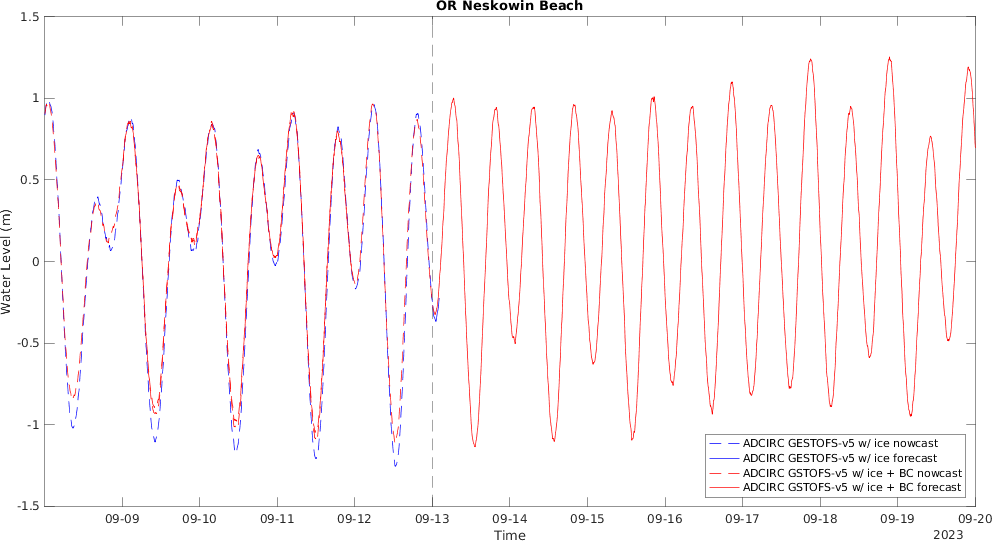 OR Neskowin Beach
1.5
1
0.5
0
-0.5
-1
-1.5
Water Level (m)
ADCIRC GESTOFS-v5 w/ ice nowcast
ADCIRC GESTOFS-v5 w/ ice forecast
ADCIRC GSTOFS-v5 w/ ice + BC nowcast
ADCIRC GSTOFS-v5 w/ ice + BC forecast
09-09 09-10 09-11 09-12 09-13 09-14 09-15 09-16 09-17 09-18 09-19 09-20
Time
2023